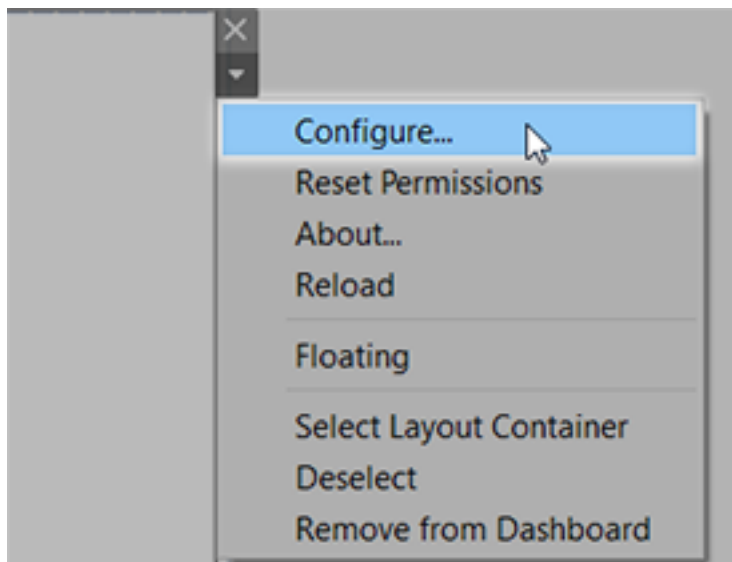 Configure...
Reset Permissions
About...
Reload
Floating
Select Layout Container
Deselect
Remove from Dashboard